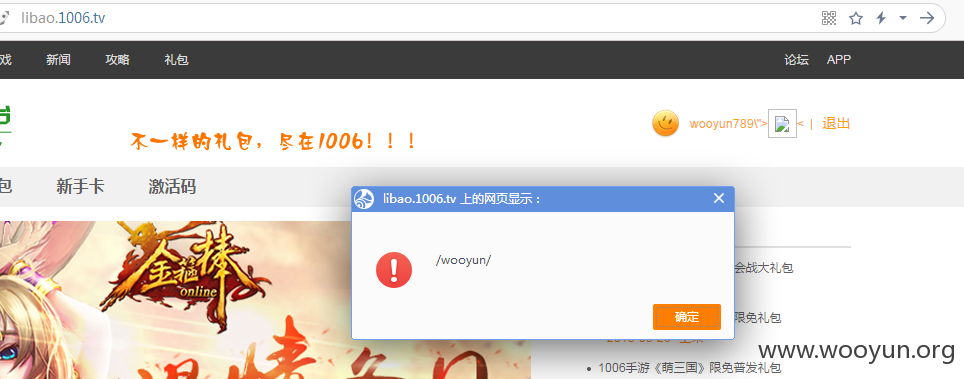 libao.1006.tv
戏 新闻 攻略 礼包 论坛 APP
不一样的礼包，尽在1006！！！
wooyun789\">
< | 退出
包 新手卡 激活码
libao.1006.tv 上的网页显示：
/wooyun/
确定
金箍棒
online
会战大礼包
限免礼包
www.wooyun.org
1006手游《萌三国》限免普发礼包